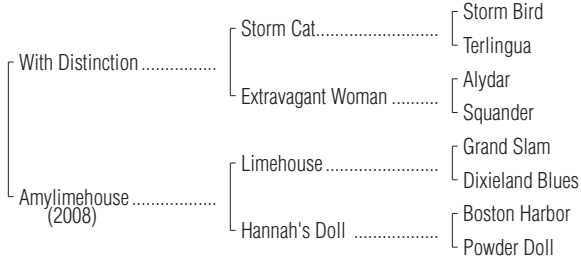 Storm Bird
Storm Cat..........................
Terlingua
With Distinction ................
Alydar
Extravagant Woman ..........
Squander
Grand Slam
Limehouse ........................
Dixieland Blues
Amylimehouse ..................
(2008)
Boston Harbor
Hannah's Doll ..................
Powder Doll